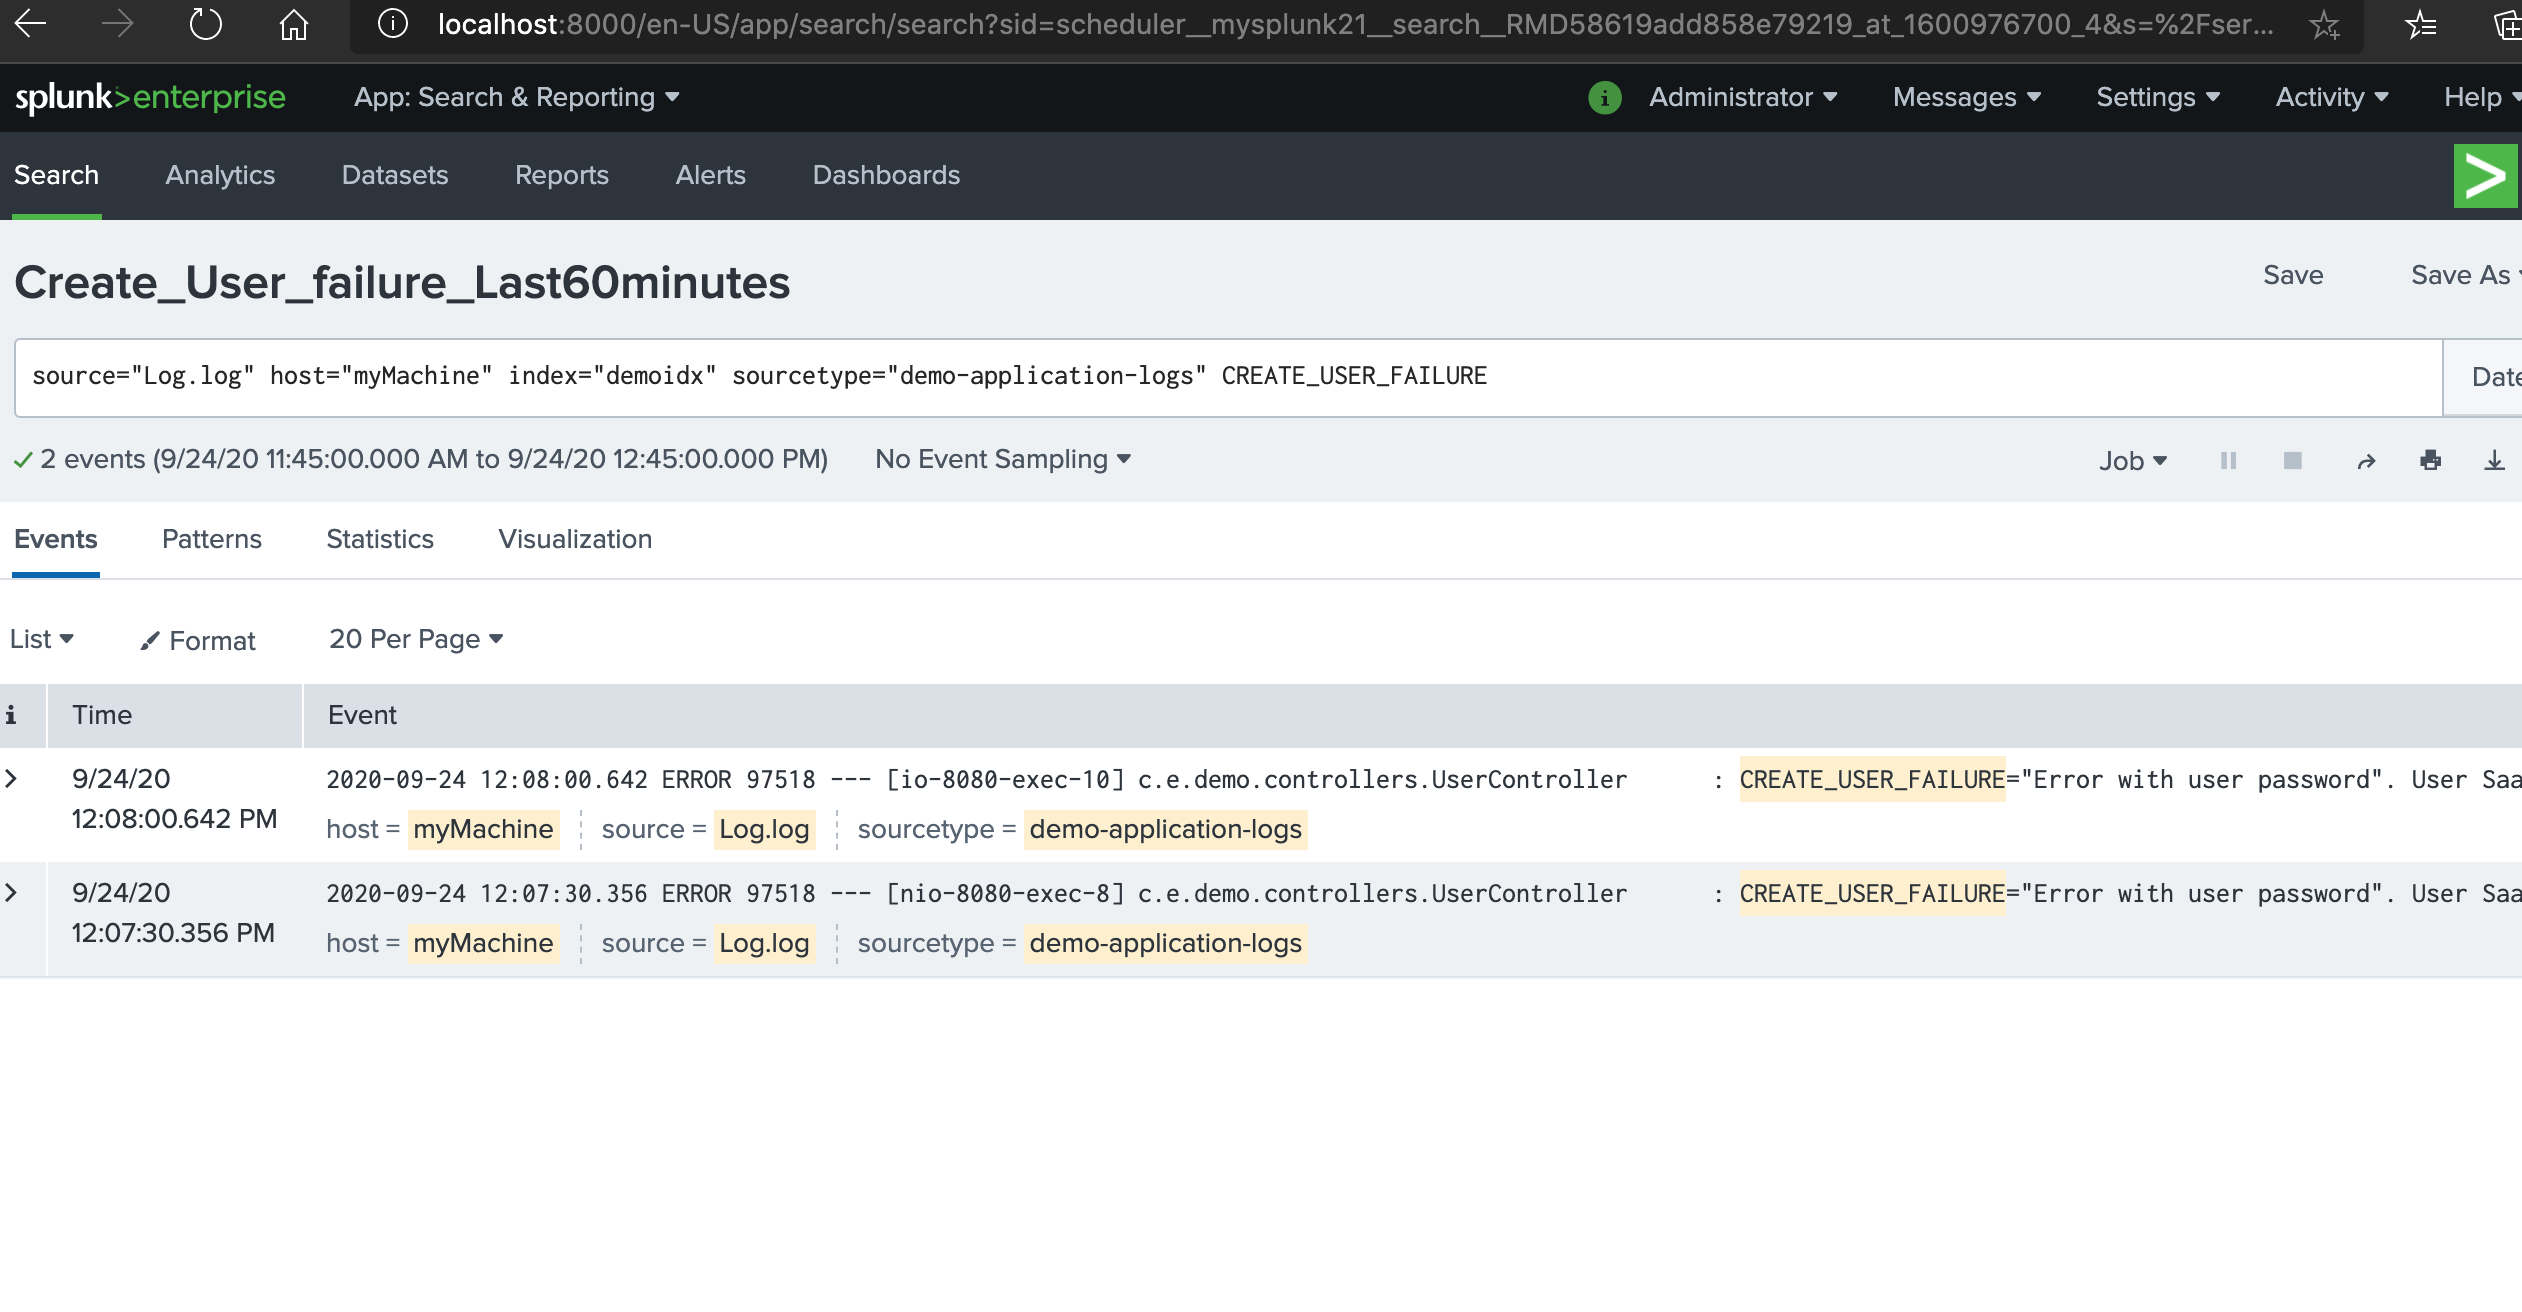 localhost:8000/en-US/app/search/search?sid=scheduler__mysplunk21__search__RMD58619add858e79219_at_1600976700_4&s=%2Fser...
splunk>enterprise App: Search & Reporting Administrator Messages Settings Activity Help
Search Analytics Datasets Reports Alerts Dashboards
Create_User_failure_Last60minutes Save Save As
source="Log.log" host="myMachine" index="demoidx" sourcetype="demo-application-logs" CREATE_USER_FAILURE
2 events (9/24/20 11:45:00.000 AM to 9/24/20 12:45:00.000 PM) No Event Sampling Job
Events Patterns Statistics Visualization
List Format 20 Per Page
i Time Event
9/24/20 2020-09-24 12:08:00.642 ERROR 97518 --- [io-8080-exec-10] c.e.demo.controllers.UserController : CREATE_USER_FAILURE="Error with user password". User
12:08:00.642 PM host = myMachine source = Log.log sourcetype = demo-application-logs
9/24/20 2020-09-24 12:07:30.356 ERROR 97518 --- [nio-8080-exec-8] c.e.demo.controllers.UserController : CREATE_USER_FAILURE="Error with user password". User
12:07:30.356 PM host = myMachine source = Log.log sourcetype = demo-application-logs